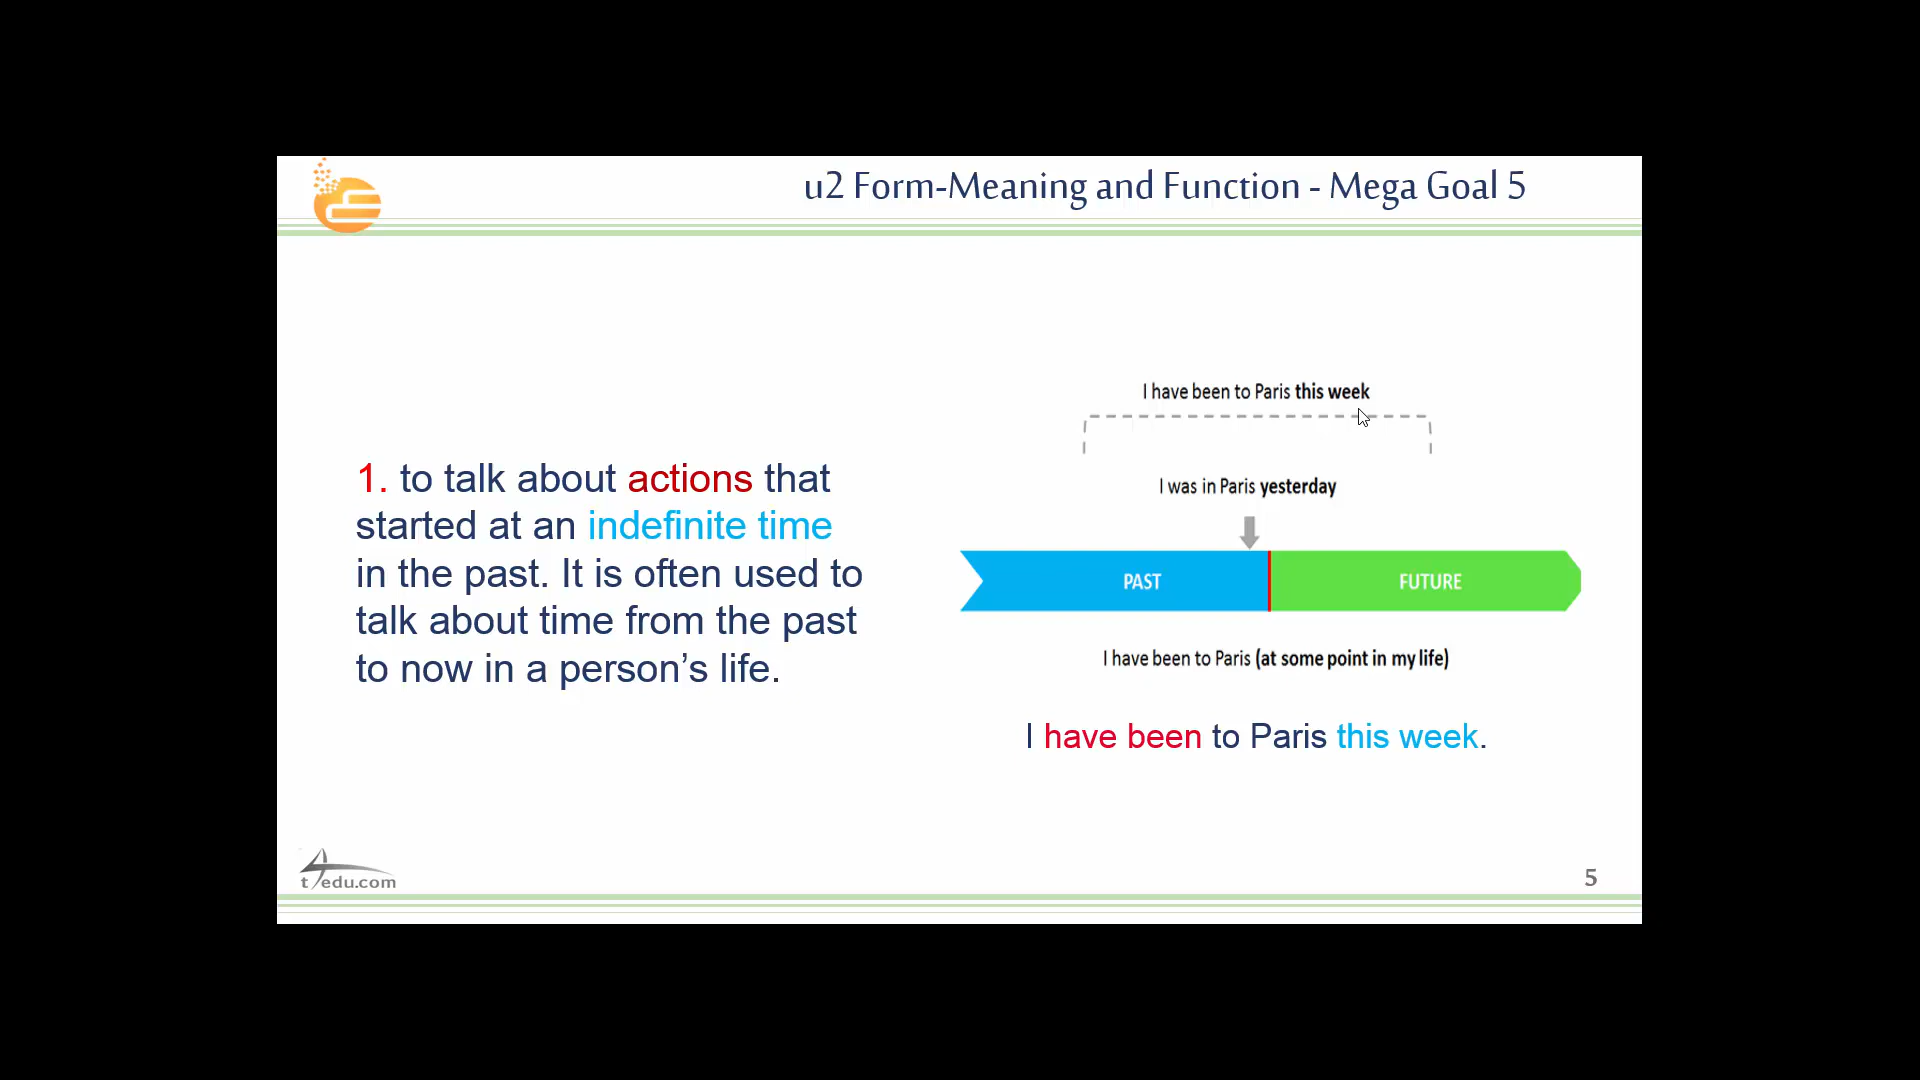 u2 Form-Meaning and Function - Mega Goal 5
1. to talk about actions that
started at an indefinite time
in the past. It is often used to
talk about time from the past
to now in a person’s life.
I have been to Paris this week
I was in Paris yesterday
PAST
FUTURE
I have been to Paris (at some point in my life)
I have been to Paris this week.
t4edu.com
5